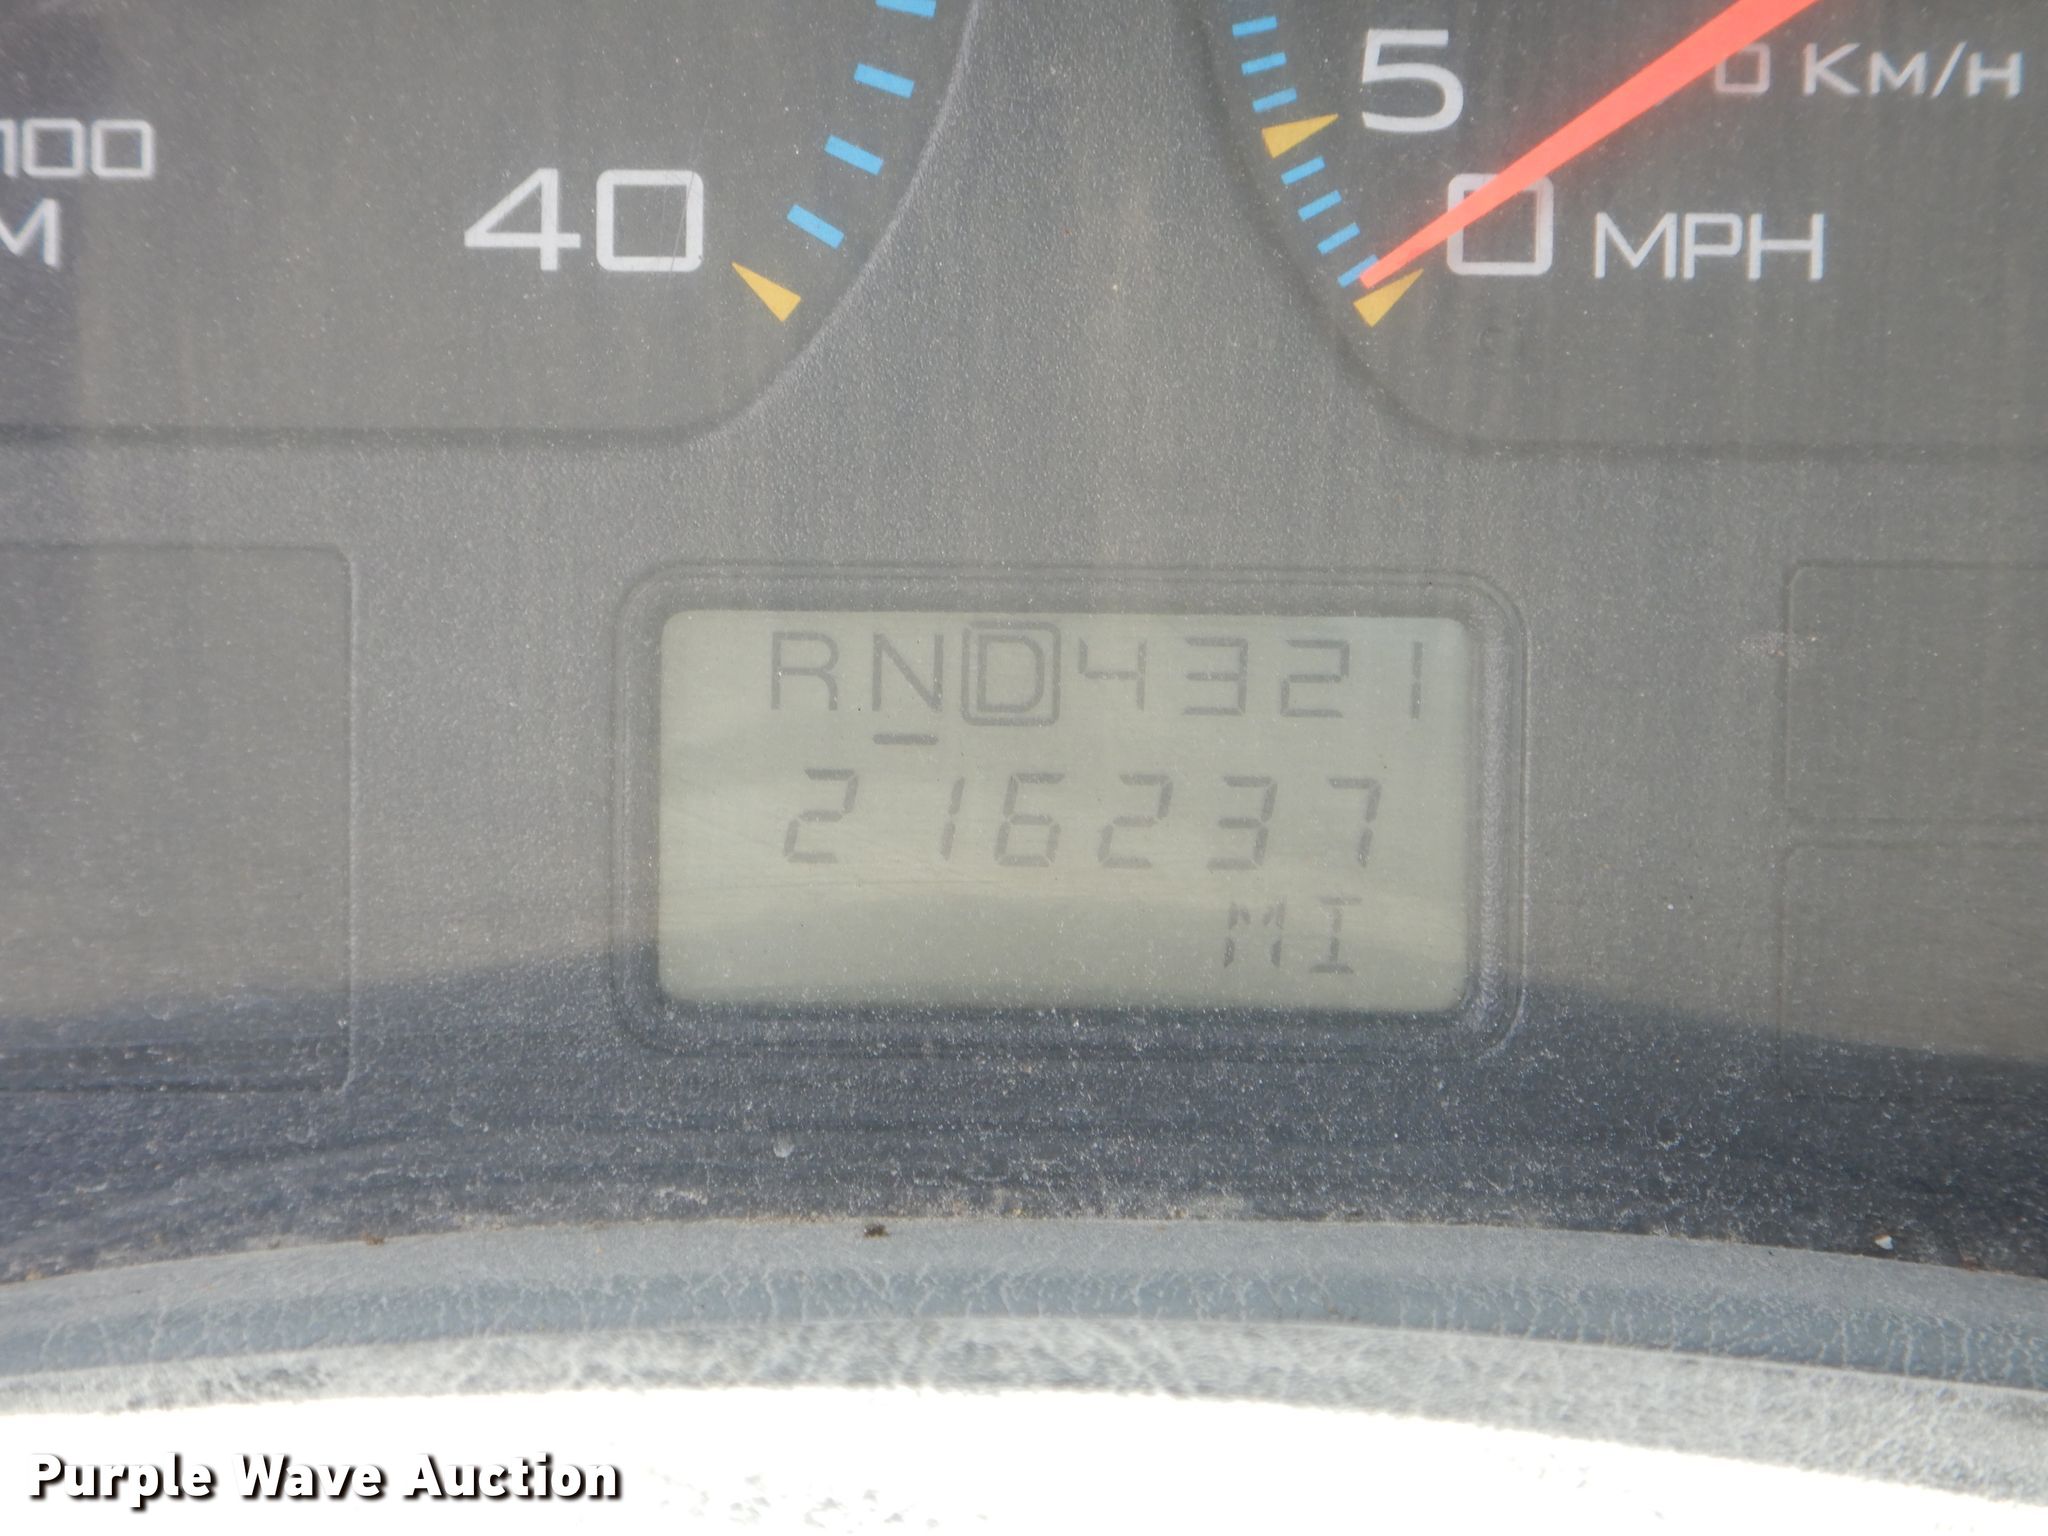 5
0 KM/H
100
40
0 MPH
RND4321
216237
MI
Purple Wave Auction